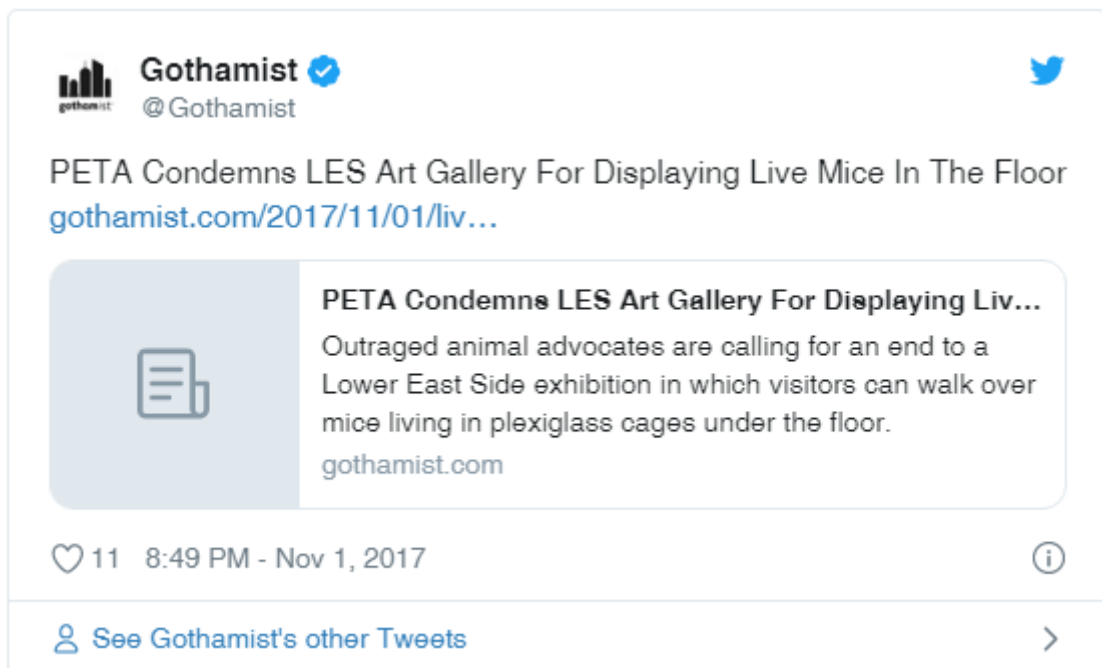 Gothamist
gothamist
@Gothamist
PETA Condemns LES Art Gallery For Displaying Live Mice In The Floor
gothamist.com/2017/11/01/liv…
PETA Condemns LES Art Gallery For Displaying Liv…
Outraged animal advocates are calling for an end to a
Lower East Side exhibition in which visitors can walk over
mice living in plexiglass cages under the floor.
gothamist.com
11 8:49 PM - Nov 1, 2017
See Gothamist's other Tweets